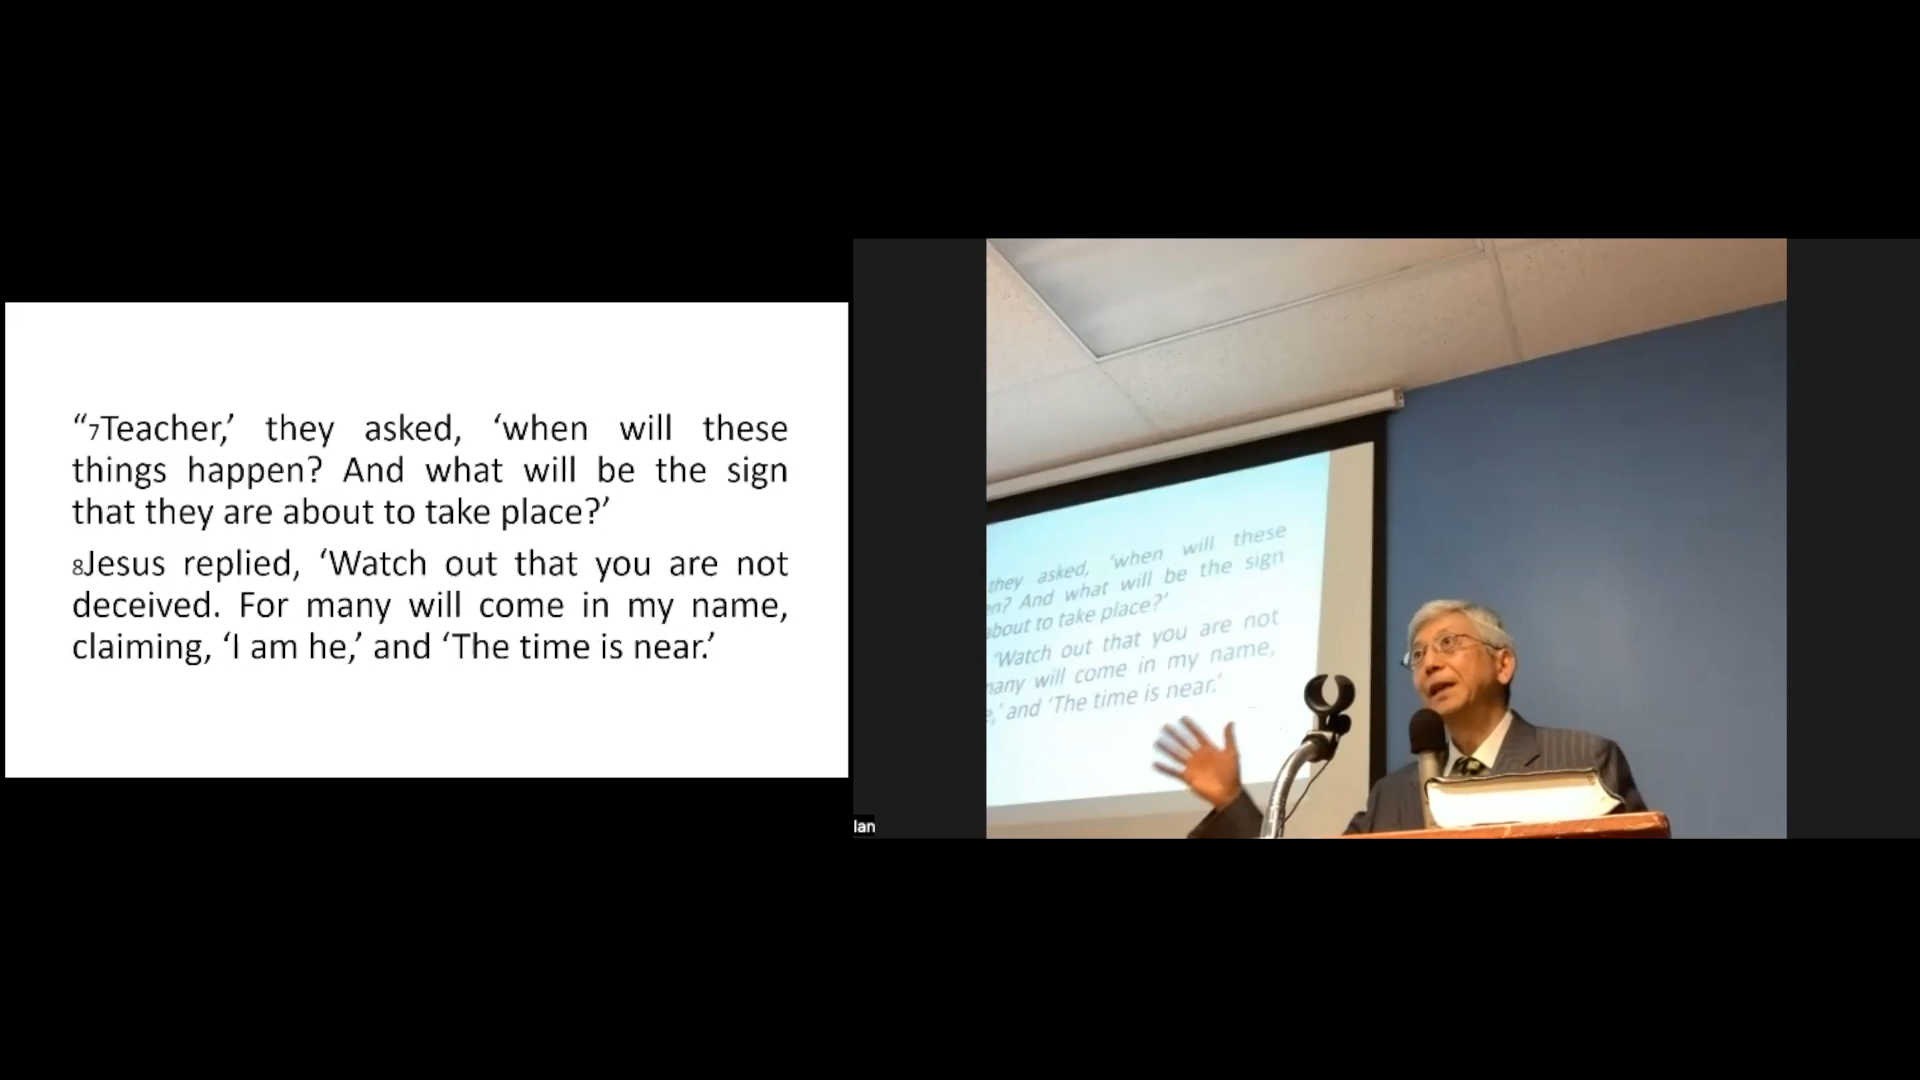 “7Teacher,’ they asked, ‘when will these
things happen? And what will be the sign
that they are about to take place?’
8Jesus replied, ‘Watch out that you are not
deceived. For many will come in my name,
claiming, ‘I am he,’ and ‘The time is near.’
they asked, ‘when will these
en? And what will be the sign
about to take place?’
‘Watch out that you are not
many will come in my name,
e,’ and ‘The time is near.’
Ian